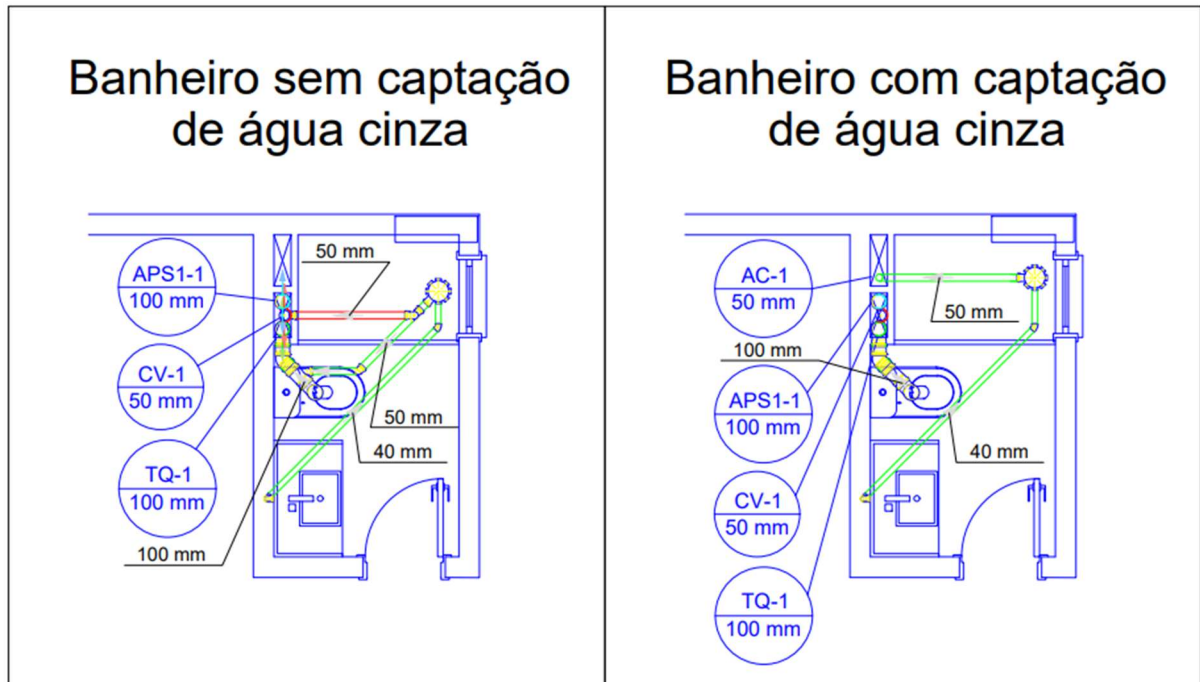 Banheiro sem captação
de água cinza
50 mm
APS1-1
100 mm
CV-1
50 mm
50 mm
40 mm
TQ-1
100 mm
100 mm
Banheiro com captação
de água cinza
AC-1
50 mm
50 mm
100 mm
APS1-1
100 mm
40 mm
CV-1
50 mm
TQ-1
100 mm